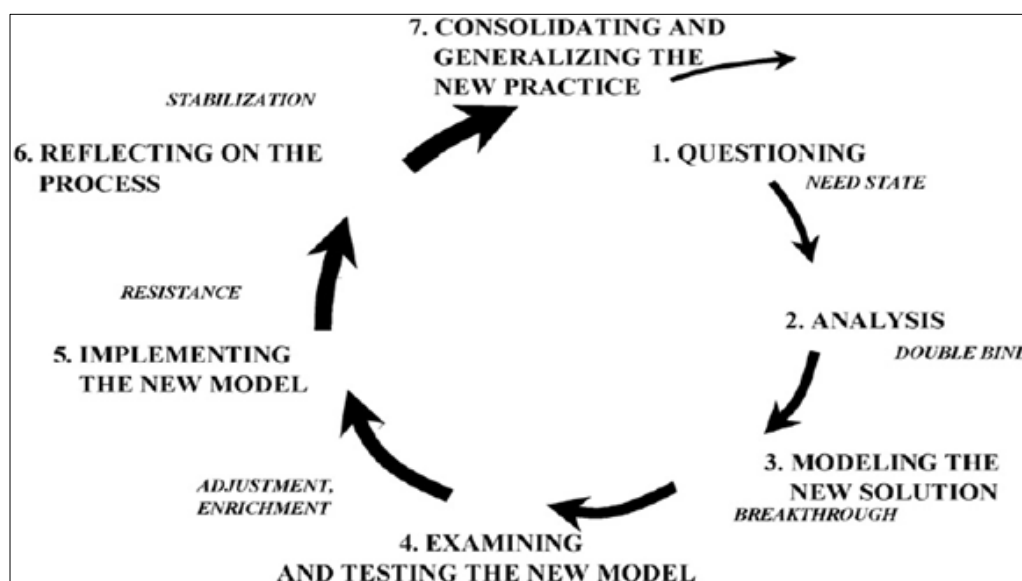 7. CONSOLIDATING AND
GENERALIZING THE
NEW PRACTICE
STABILIZATION
6. REFLECTING ON THE
PROCESS
1. QUESTIONING
NEED STATE
RESISTANCE
2. ANALYSIS
DOUBLE BIND
5. IMPLEMENTING
THE NEW MODEL
3. MODELING THE
NEW SOLUTION
BREAKTHROUGH
ADJUSTMENT,
ENRICHMENT
4. EXAMINING
AND TESTING THE NEW MODEL